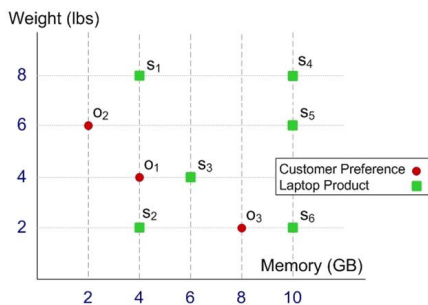 Weight (lbs)
8
6
4
2
s1
s4
o2
s5
o1
s3
s2
o3
s6
Customer Preference
Laptop Product
Memory (GB)
2 4 6 8 10